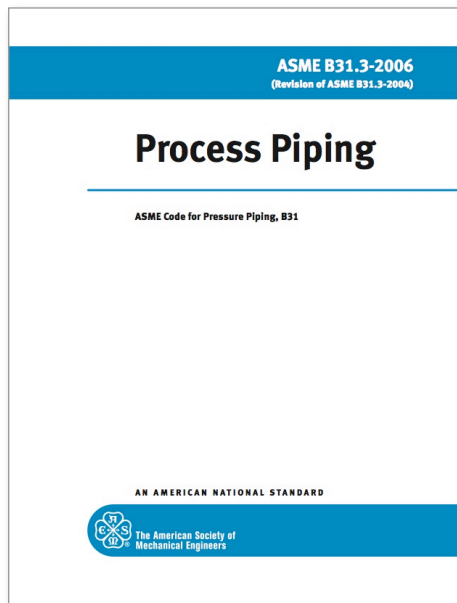 ASME B31.3-2006
(Revision of ASME B31.3-2004)
Process Piping
ASME Code for Pressure Piping, B31
AN AMERICAN NATIONAL STANDARD
ASME
The American Society of
Mechanical Engineers